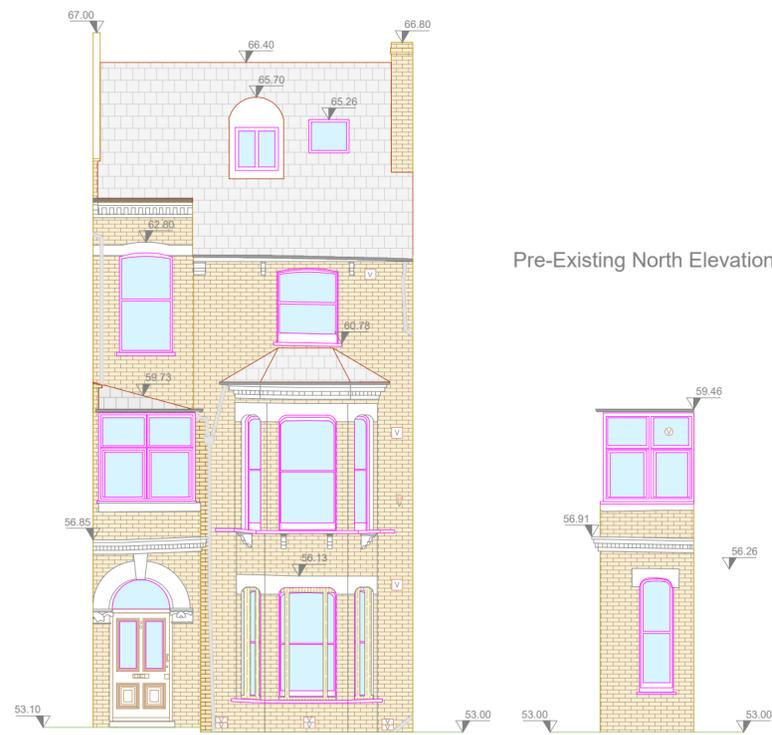 67.00
66.80
66.40
65.70
65.26
62.80
Pre-Existing North Elevation
V
60.78
59.73
59.46
V
V
56.85
56.91
56.13
56.26
V
V
53.10
53.00
53.00
53.00
V
V
V